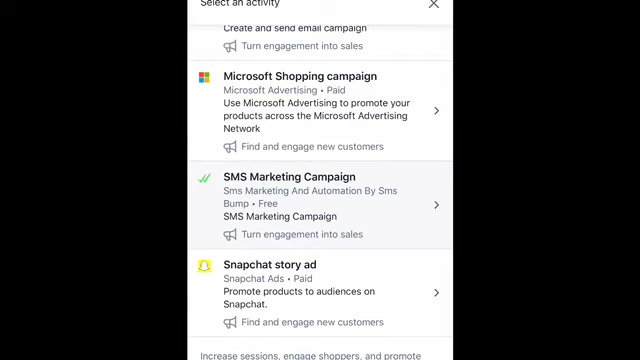 Select an activity
Create and send email campaign
Turn engagement into sales
Microsoft Shopping campaign
Microsoft Advertising • Paid
Use Microsoft Advertising to promote your
products across the Microsoft Advertising
Network
Find and engage new customers
SMS Marketing Campaign
Sms Marketing And Automation By Sms
Bump • Free
SMS Marketing Campaign
Turn engagement into sales
Snapchat story ad
Snapchat Ads • Paid
Promote products to audiences on
Snapchat.
Find and engage new customers
Increase sessions, engage shoppers, and promote